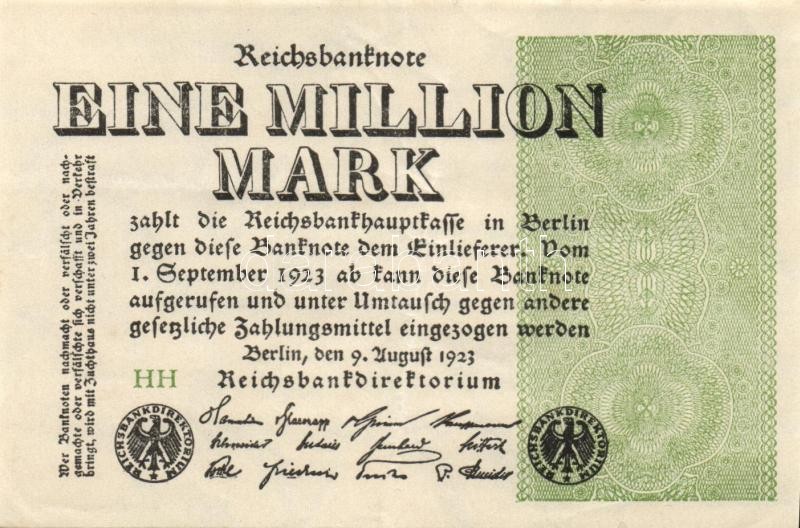 Reichsbanknote
EINE MILLION
MARK
zahlt die Reichsbankhauptkasse in Berlin
gegen diese Banknote dem Einlieferer. Vom
1. September 1923 ab kann diese Banknote
aufgerufen und unter Umtausch gegen andere
gesetzliche Zahlungsmittel eingezogen werden
Berlin, den 9. August 1923
HH
Reichsbankdirektorium
REICHSBANKDIREKTORIUM
REICHSBANKDIREKTORIUM
Wer Banknoten nachmacht oder verfälscht oder nach-
gemachte oder verfälschte sich verschafft und in Verkehr
bringt, wird mit Zuchthaus nicht unter zwei Jahren bestraft